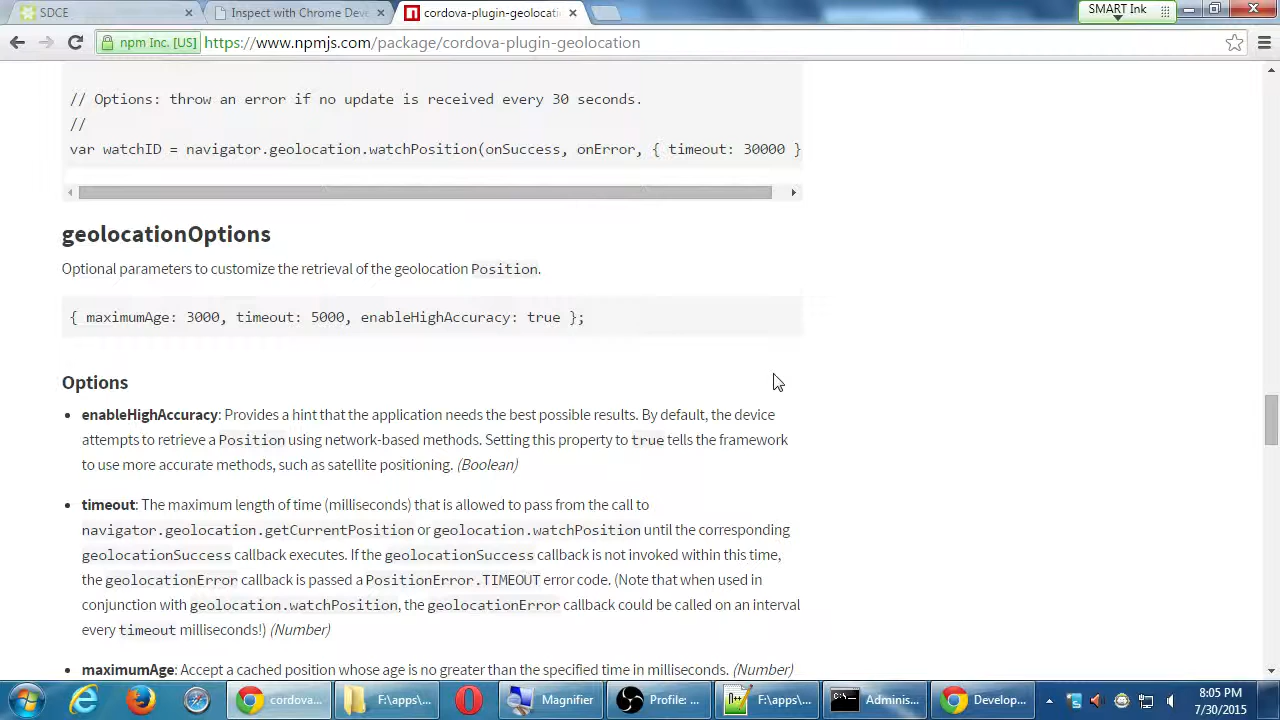 SDCE
Inspect with Chrome Deve
cordova-plugin-geolocati
SMART Ink
npm Inc. [US]
https://www.npmjs.com/package/cordova-plugin-geolocation
// Options: throw an error if no update is received every 30 seconds.
//
var watchID = navigator.geolocation.watchPosition(onSuccess, onError, { timeout: 30000 }
geolocationOptions
Optional parameters to customize the retrieval of the geolocation Position.
{ maximumAge: 3000, timeout: 5000, enableHighAccuracy: true };
Options
• enableHighAccuracy: Provides a hint that the application needs the best possible results. By default, the device
attempts to retrieve a Position using network-based methods. Setting this property to true tells the framework
to use more accurate methods, such as satellite positioning. (Boolean)
• timeout: The maximum length of time (milliseconds) that is allowed to pass from the call to
navigator.geolocation.getCurrentPosition or geolocation.watchPosition until the corresponding
geolocationSuccess callback executes. If the geolocationSuccess callback is not invoked within this time,
the geolocationError callback is passed a PositionError.TIMEOUT error code. (Note that when used in
conjunction with geolocation.watchPosition, the geolocationError callback could be called on an interval
every timeout milliseconds!) (Number)
• maximumAge: Accept a cached position whose age is no greater than the specified time in milliseconds. (Number)
cordova...
F:\apps\...
Magnifier
Profile: ...
F:\apps\...
Adminis...
Develop...
8:05 PM
7/30/2015